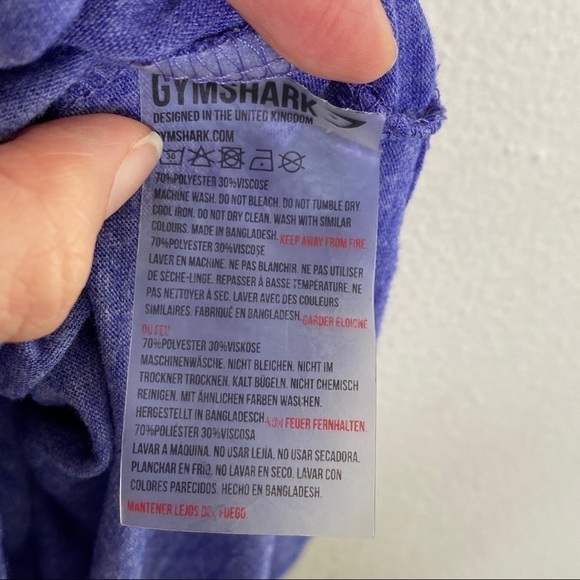 GYMSHARK
DESIGNED IN THE UNITED KINGDOM
GYMSHARK.COM
30
70%POLYESTER 30%VISCOSE
MACHINE WASH. DO NOT BLEACH. DO NOT TUMBLE DRY.
COOL IRON. DO NOT DRY CLEAN. WASH WITH SIMILAR
COLOURS. MADE IN BANGLADESH. KEEP AWAY FROM FIRE.
70%POLYESTER 30%VISCOSE
LAVER EN MACHINE. NE PAS BLANCHIR. NE PAS UTILISER
DE SÈCHE-LINGE. REPASSER À BASSE TEMPÉRATURE. NE
PAS NETTOYER À SEC. LAVER AVEC DES COULEURS
SIMILAIRES. FABRIQUÉ EN BANGLADESH. GARDER ÉLOIGNÉ
DU FEU
70%POLYESTER 30%VISKOSE
MASCHINENWÄSCHE. NICHT BLEICHEN. NICHT IM
TROCKNER TROCKNEN. KALT BÜGELN. NICHT CHEMISCH
REINIGEN. MIT ÄHNLICHEN FARBEN WASCHEN.
HERGESTELLT IN BANGLADESCH. VON FEUER FERNHALTEN.
70%POLIÉSTER 30%VISCOSA
LAVAR A MAQUINA. NO USAR LEJÍA. NO USAR SECADORA.
PLANCHAR EN FRÍO. NO LAVAR EN SECO. LAVAR CON
COLORES PARECIDOS. HECHO EN BANGLADESH.
MANTENER LEJOS DEL FUEGO.